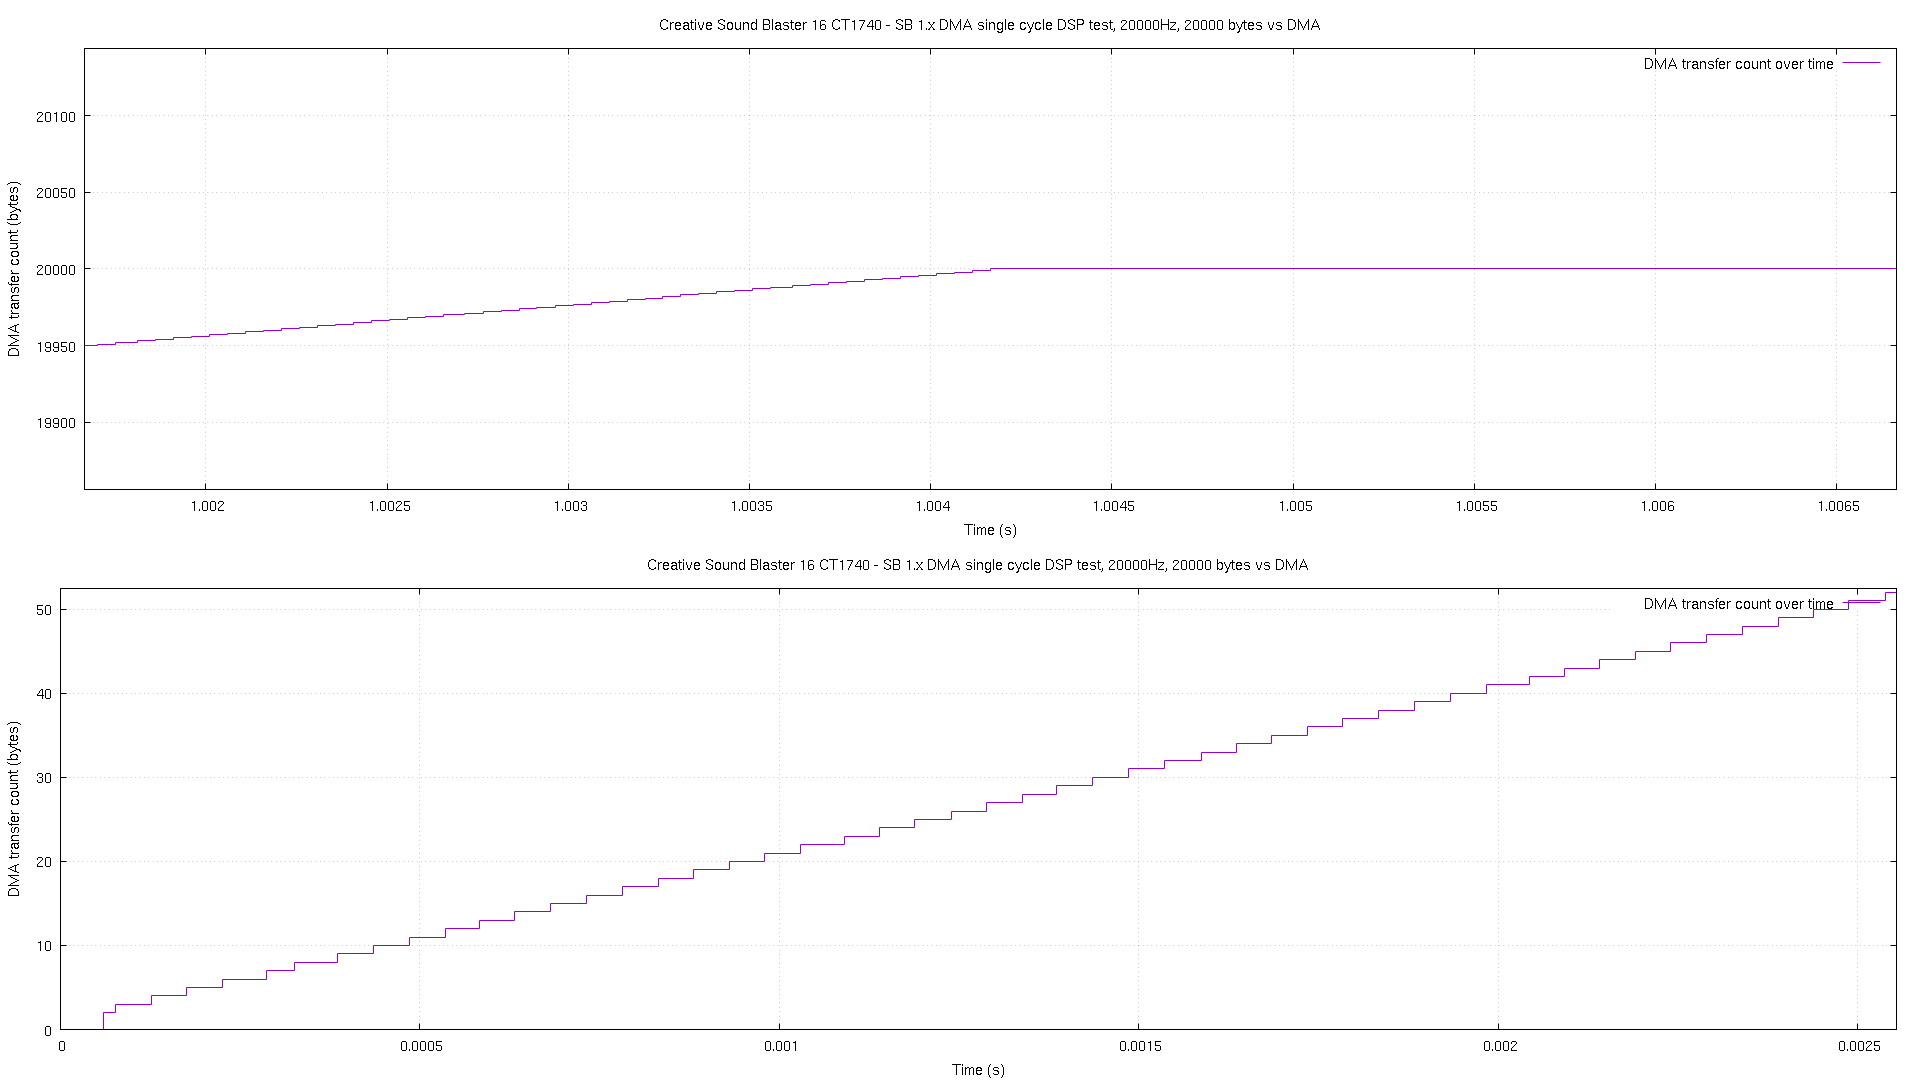 Creative Sound Blaster 16 CT1740 - SB 1.x DMA single cycle DSP test, 20000Hz, 20000 bytes vs DMA
DMA transfer count over time
20100
20050
20000
19950
19900
DMA transfer count (bytes)
1.002 1.0025 1.003 1.0035 1.004 1.0045 1.005 1.0055 1.006 1.0065
Time (s)
Creative Sound Blaster 16 CT1740 - SB 1.x DMA single cycle DSP test, 20000Hz, 20000 bytes vs DMA
DMA transfer count over time
50
40
30
20
10
0
DMA transfer count (bytes)
0 0.0005 0.001 0.0015 0.002 0.0025
Time (s)